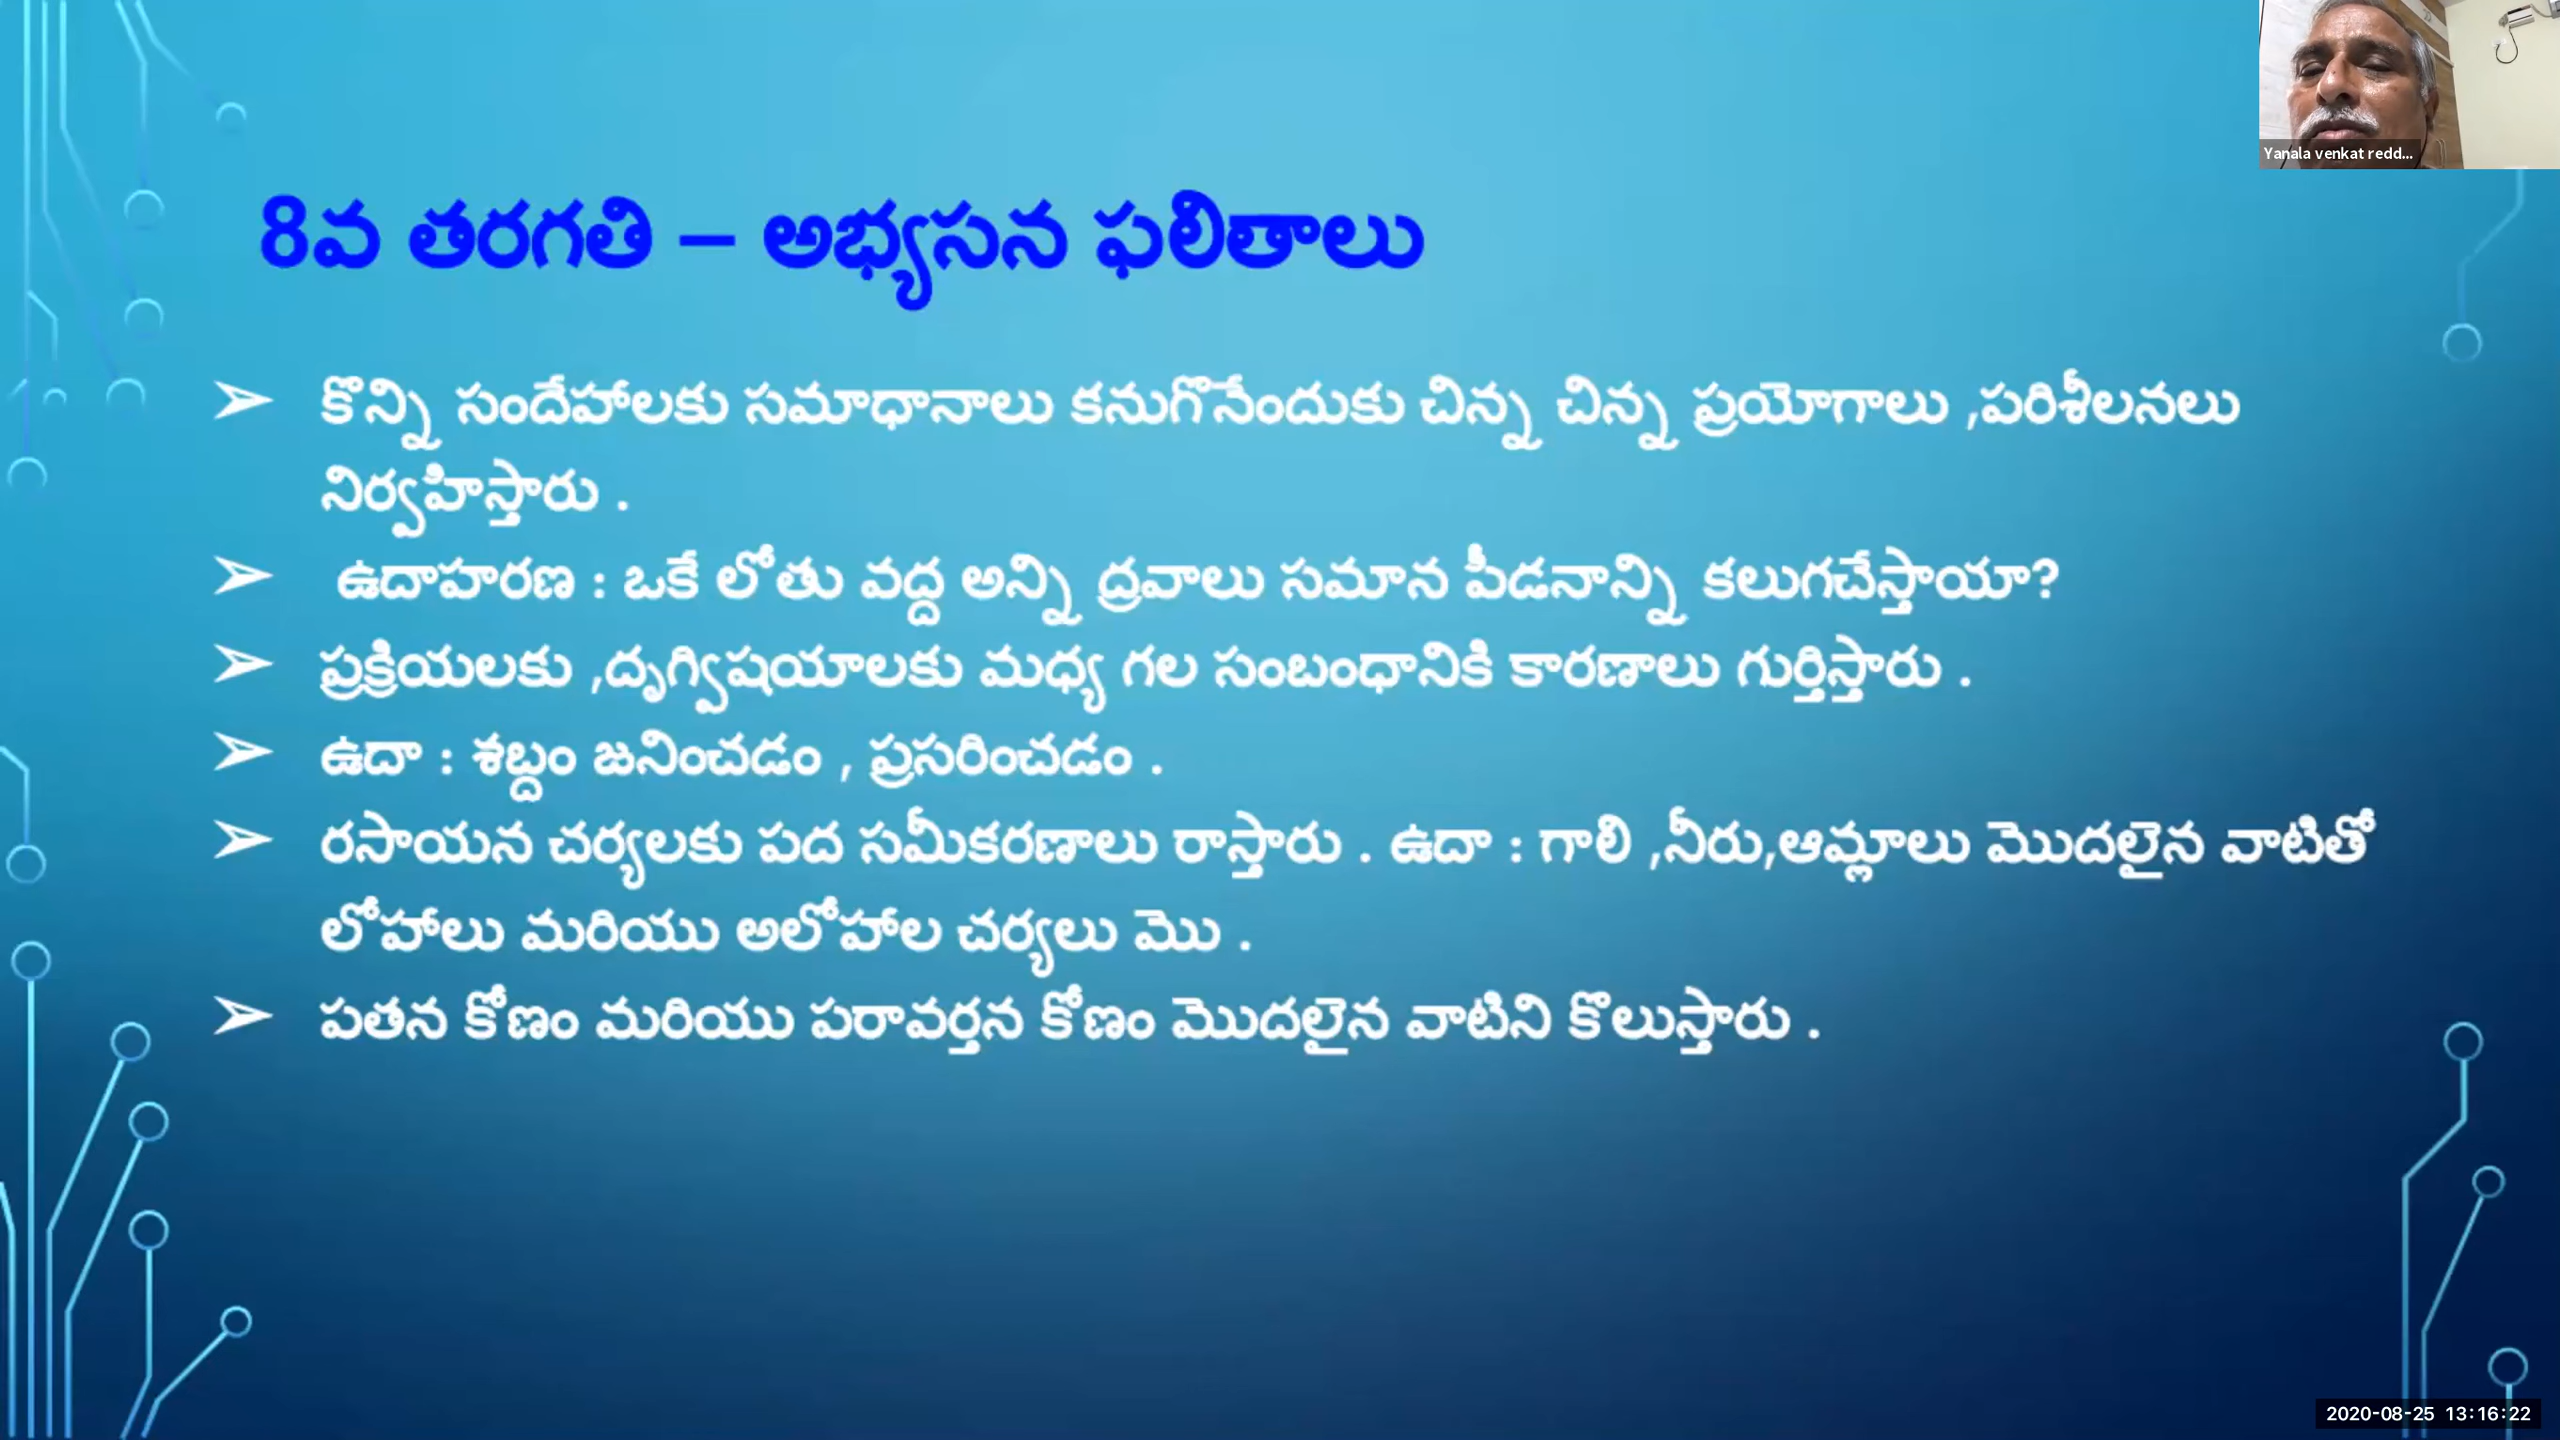 Yanala venkat redd...
8వ తరగతి – అభ్యసన ఫలితాలు
➢ కొన్ని సందేహాలకు సమాధానాలు కనుగొనేందుకు చిన్న చిన్న ప్రయోగాలు ,పరిశీలనలు
నిర్వహిస్తారు .
➢ ఉదాహరణ : ఒకే లోతు వద్ద అన్ని ద్రవాలు సమాన పీడనాన్ని కలుగచేస్తాయా?
➢ ప్రక్రియలకు ,దృగ్విషయాలకు మధ్య గల సంబంధానికి కారణాలు గుర్తిస్తారు .
➢ ఉదా : శబ్దం జనించడం , ప్రసరించడం .
➢ రసాయన చర్యలకు పద సమీకరణాలు రాస్తారు . ఉదా : గాలి ,నీరు,ఆమ్లాలు మొదలైన వాటితో
లోహాలు మరియు అలోహాల చర్యలు మొ .
➢ పతన కోణం మరియు పరావర్తన కోణం మొదలైన వాటిని కొలుస్తారు .
2020-08-25 13:16:22